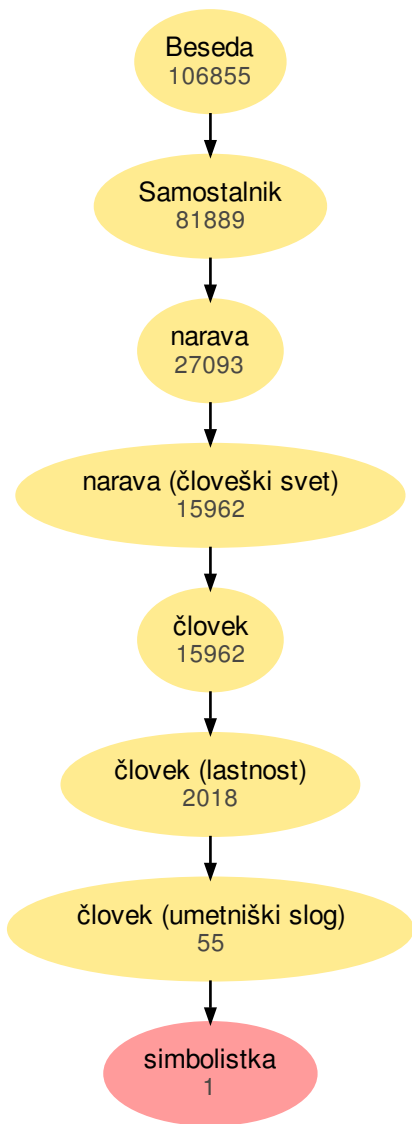 Beseda
106855
Samostalnik
81889
narava
27093
narava (človeški svet)
15962
človek
15962
človek (lastnost)
2018
človek (umetniški slog)
55
simbolistka
1